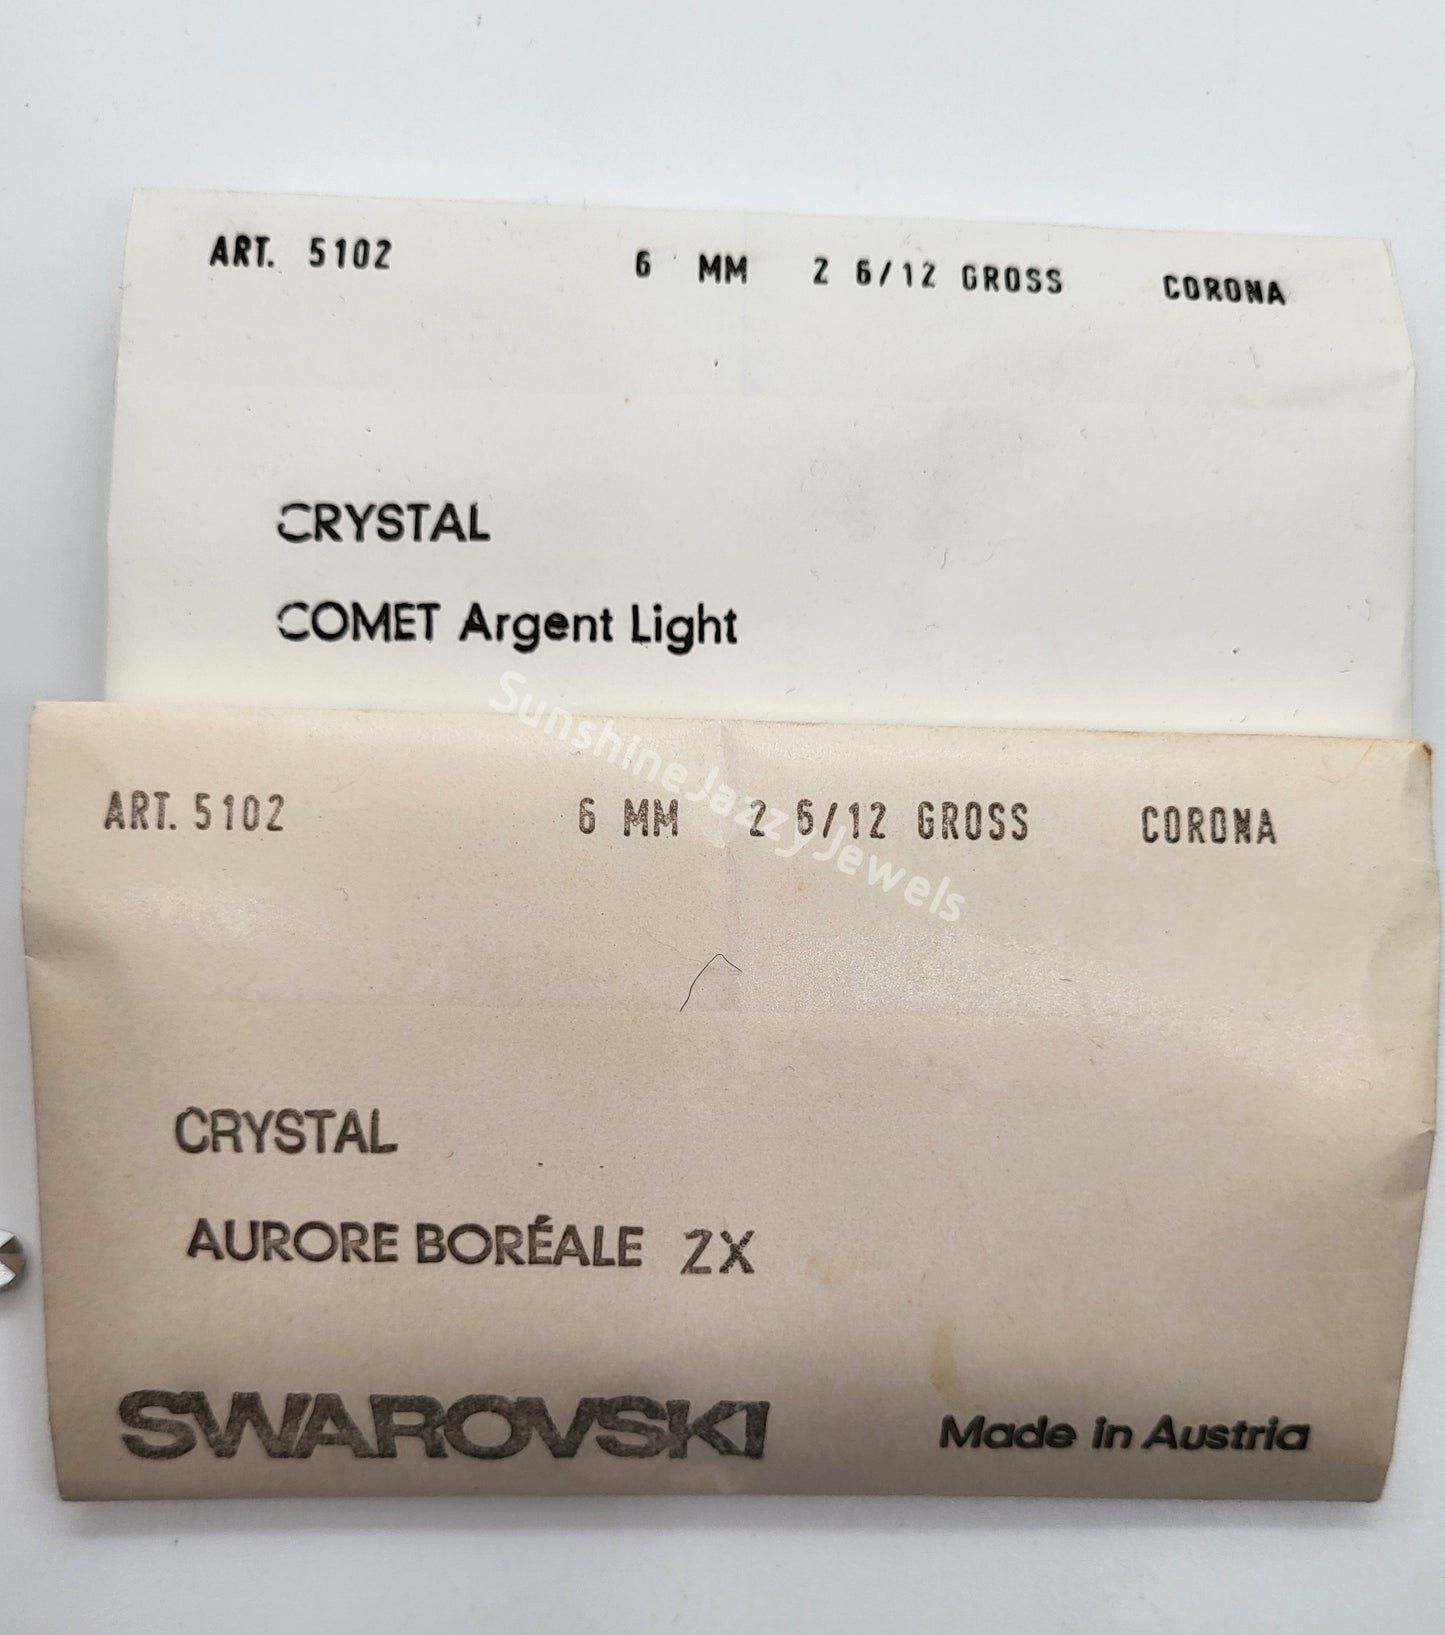 ART. 5102 6 MM 2 6/12 GROSS CORONA
CRYSTAL
COMET Argent Light
SunshineJazzyJewels
ART. 5102 6 MM 2 6/12 GROSS CORONA
CRYSTAL
AURORE BORÉALE 2X
SWAROVSKI Made in Austria